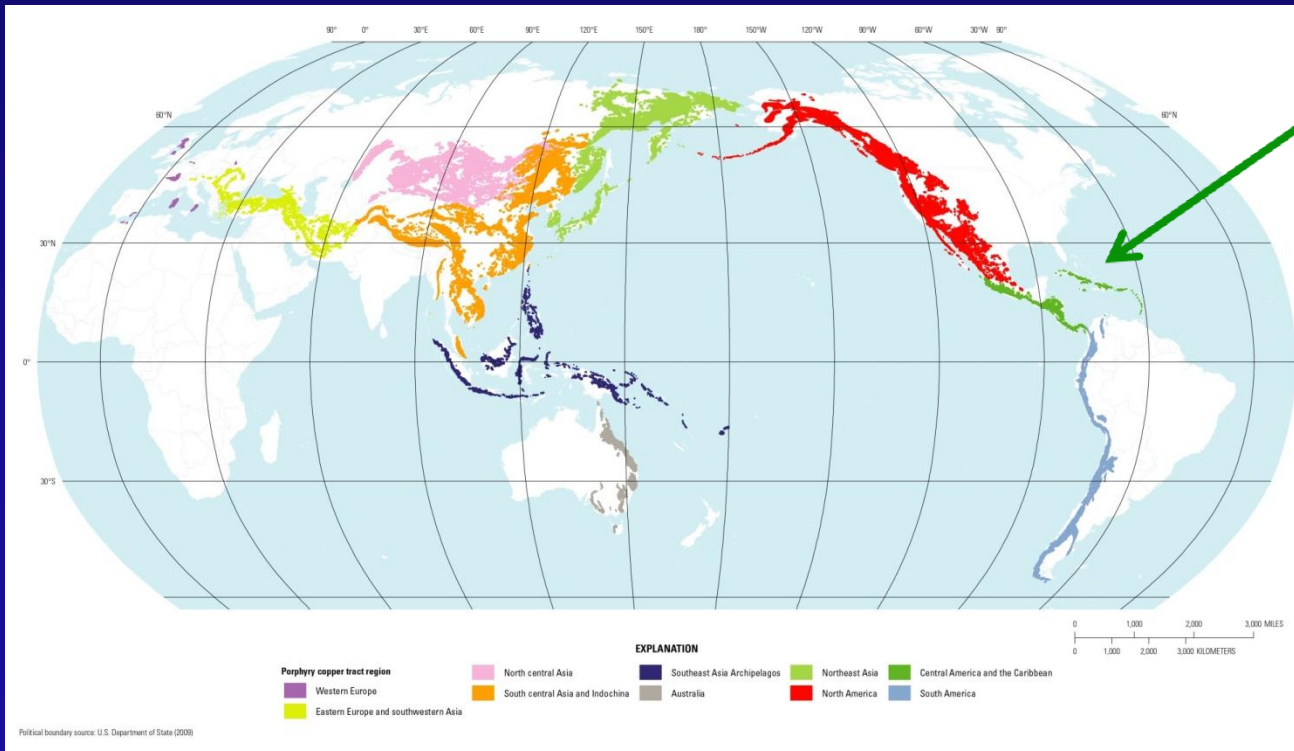 90° 0° 30°E 60°E 90°E 120°E 150°E 180° 150°W 120°W 90°W 60°W 30°W 90°
60°N 60°N
30°N 30°N
0° 0°
30°S 30°S
0 1,000 2,000 3,000 MILES
0 1,000 2,000 3,000 KILOMETERS
EXPLANATION
Porphyry copper tract region
Western Europe
Eastern Europe and southwestern Asia
North central Asia
South central Asia and Indochina
Southeast Asia Archipelagos
Australia
Northeast Asia
North America
Central America and the Caribbean
South America
Political boundary source: U.S. Department of State (2009)